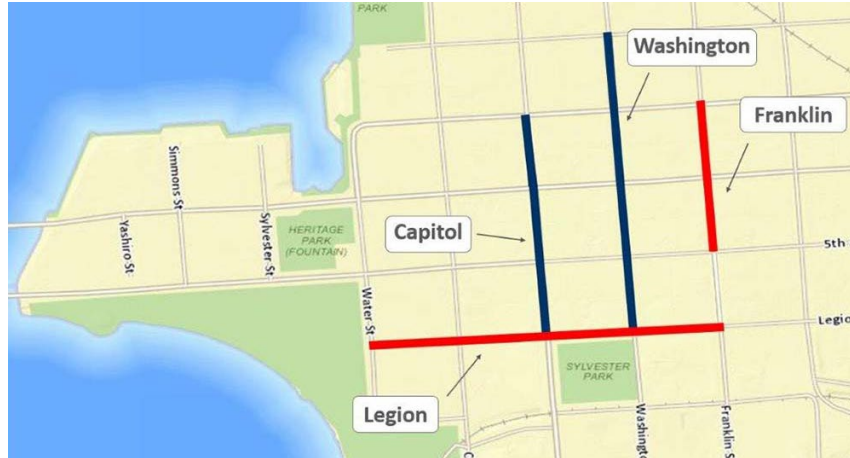 PARK
Washington
Franklin
Simmons St
Yashiro St
Sylvester St
HERITAGE
PARK
(FOUNTAIN)
Capitol
5th
Water St
Legio
SYLVESTER
PARK
Legion
Washington
Franklin S
C